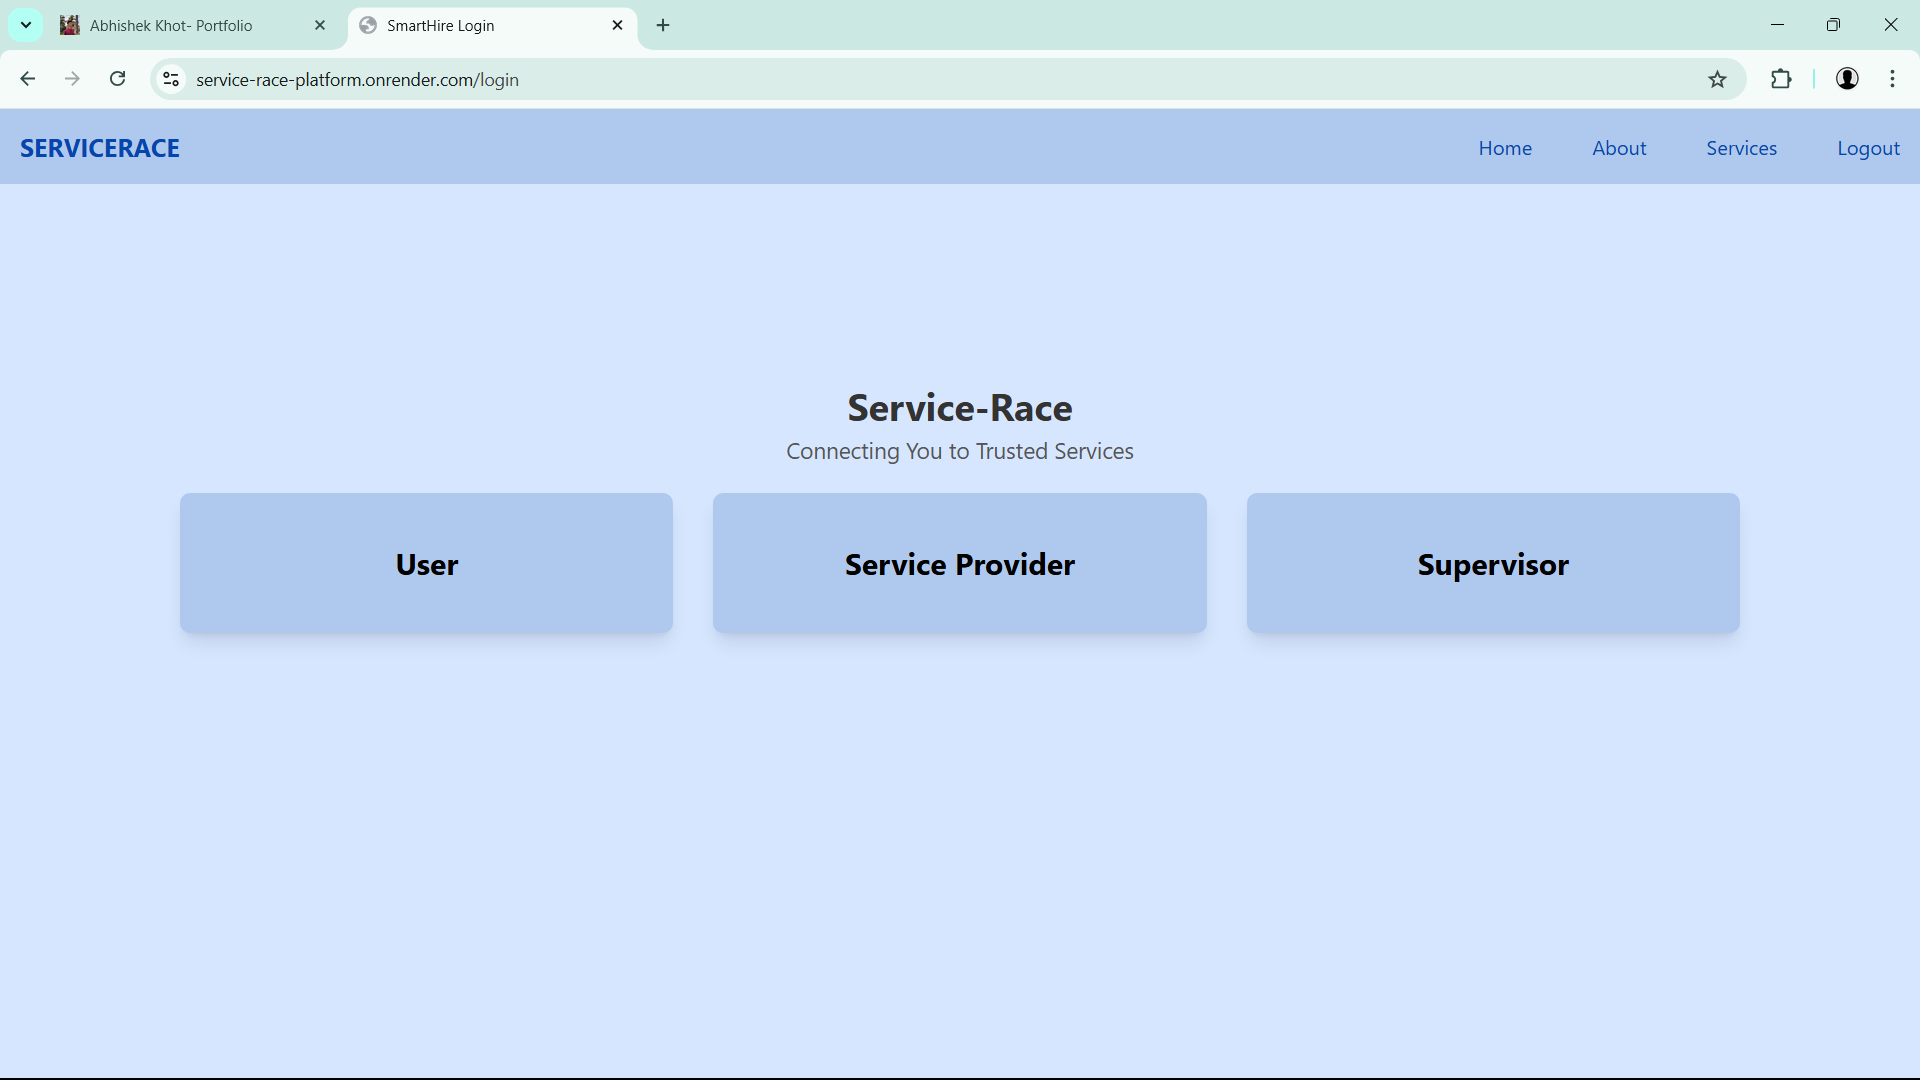 Abhishek Khot- Portfolio
SmartHire Login
service-race-platform.onrender.com/login
SERVICERACE
Home
About
Services
Logout
Service-Race
Connecting You to Trusted Services
User
Service Provider
Supervisor